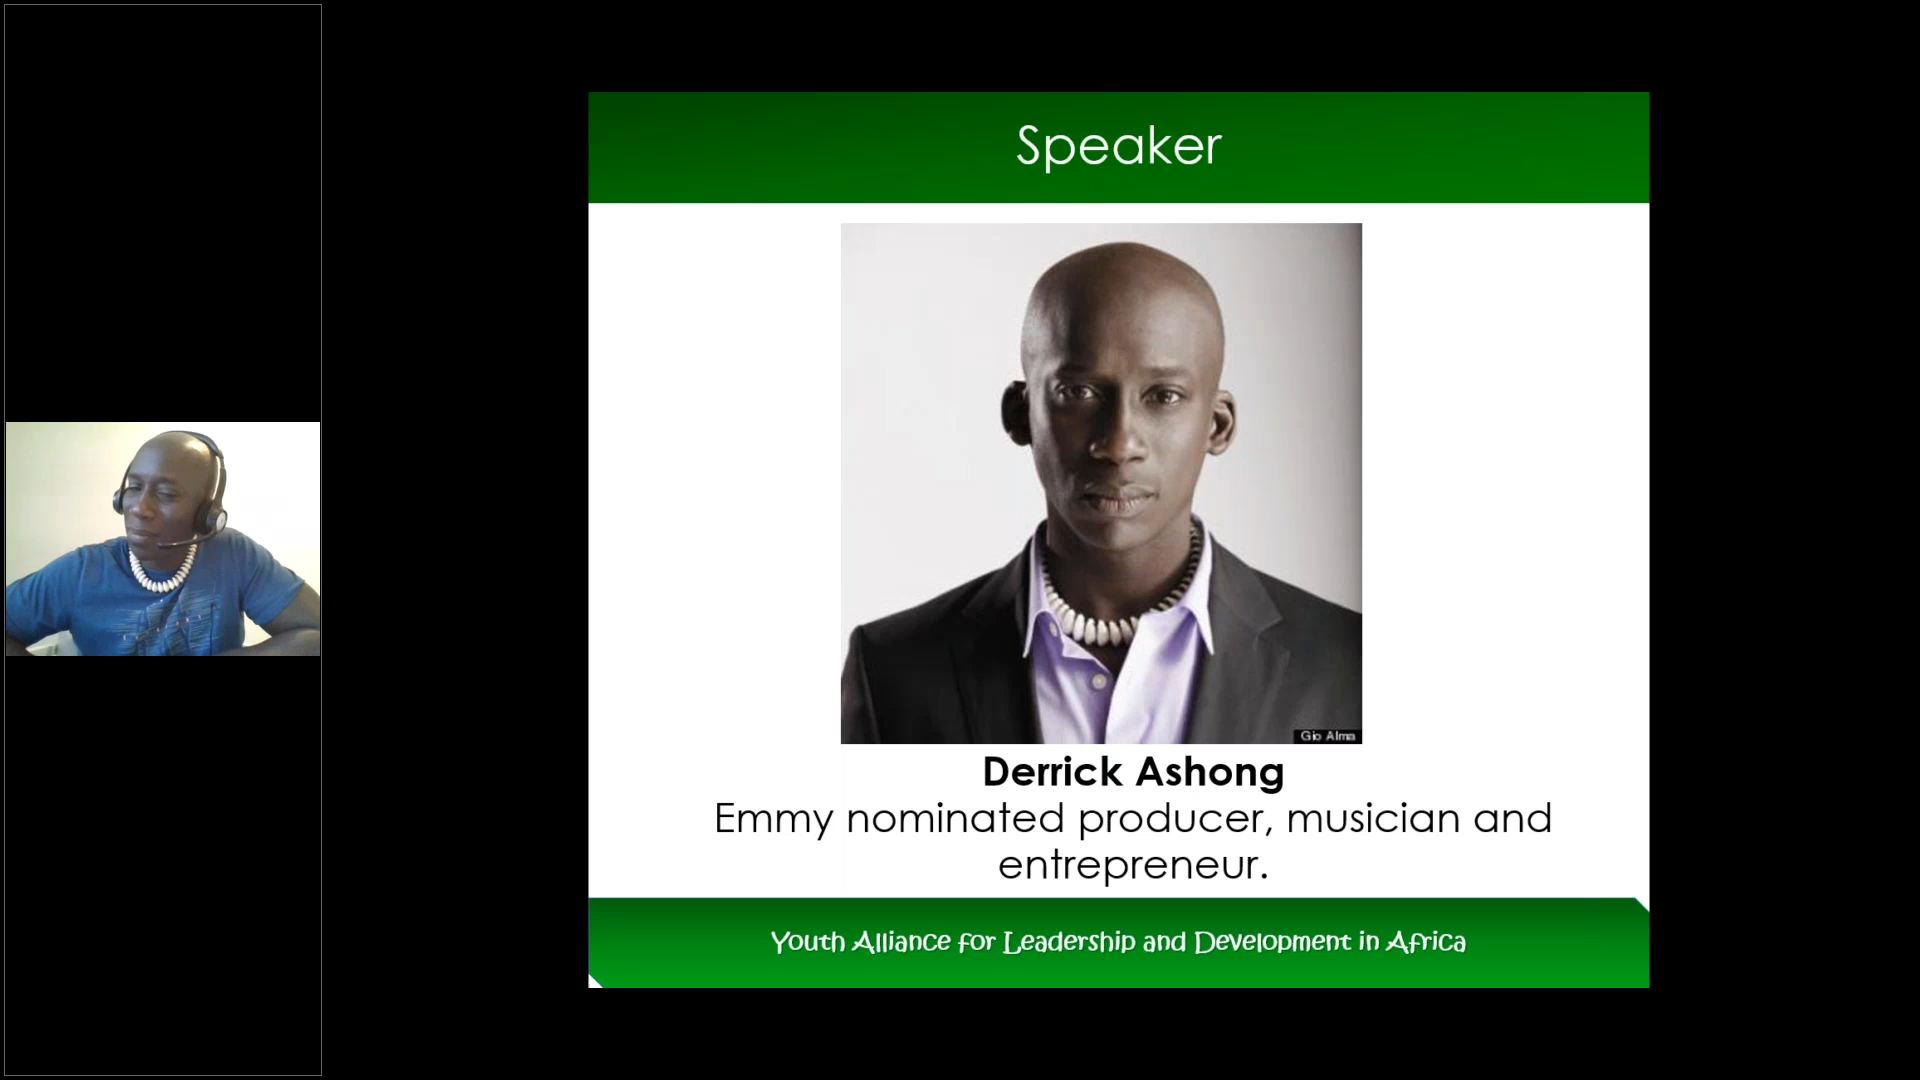 Speaker
Gio Alma
Derrick Ashong
Emmy nominated producer, musician and
entrepreneur.
Youth Alliance for Leadership and Development in Africa